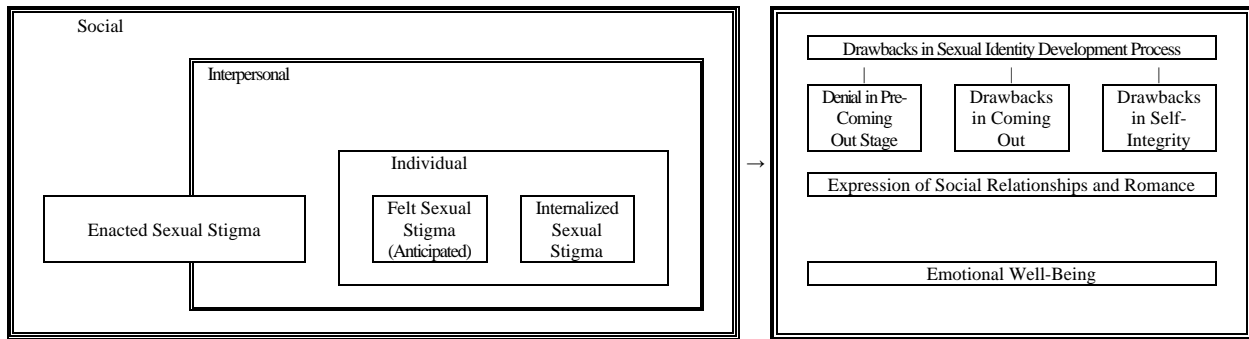 Social
Interpersonal
Individual
Enacted Sexual Stigma
Felt Sexual
Stigma
(Anticipated)
Internalized
Sexual
Stigma
→
Drawbacks in Sexual Identity Development Process
Denial in Pre-
Coming
Out Stage
Drawbacks
in Coming
Out
Drawbacks
in Self-
Integrity
Expression of Social Relationships and Romance
Emotional Well-Being